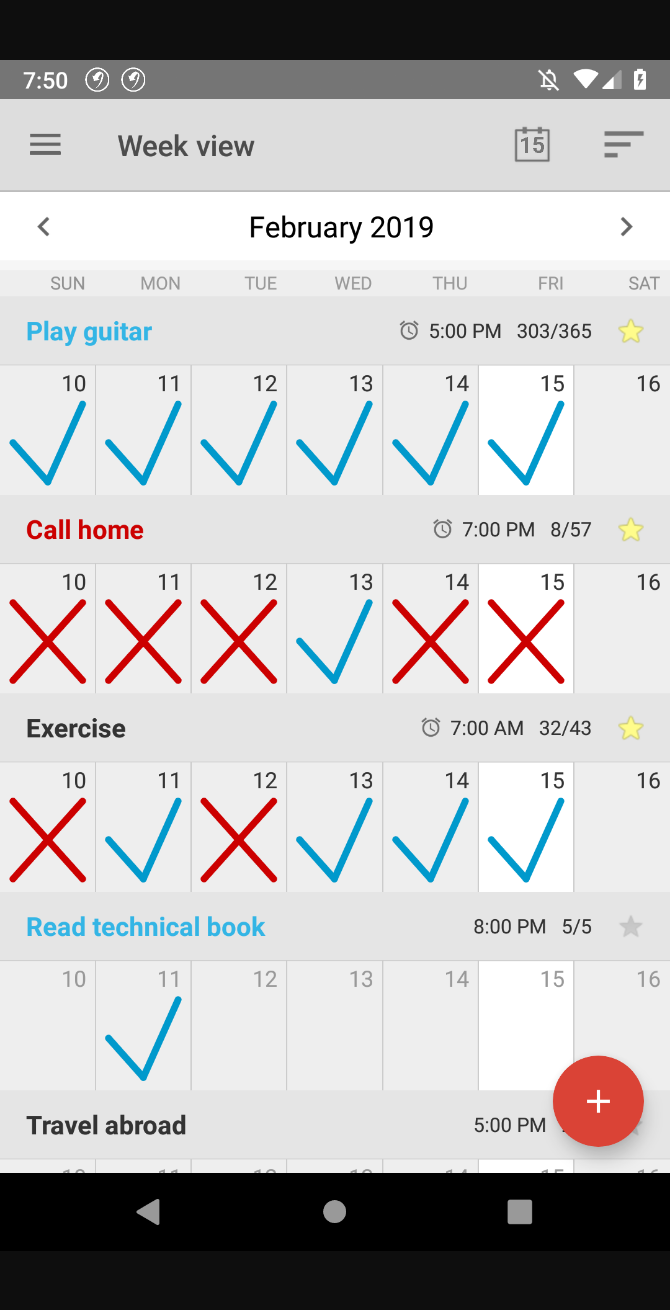 7:50
Week view
15
February 2019
SUN MON TUE WED THU FRI SAT
Play guitar 5:00 PM 303/365
10 11 12 13 14 15 16
Call home 7:00 PM 8/57
10 11 12 13 14 15 16
Exercise 7:00 AM 32/43
10 11 12 13 14 15 16
Read technical book 8:00 PM 5/5
10 11 12 13 14 15 16
+
Travel abroad 5:00 PM